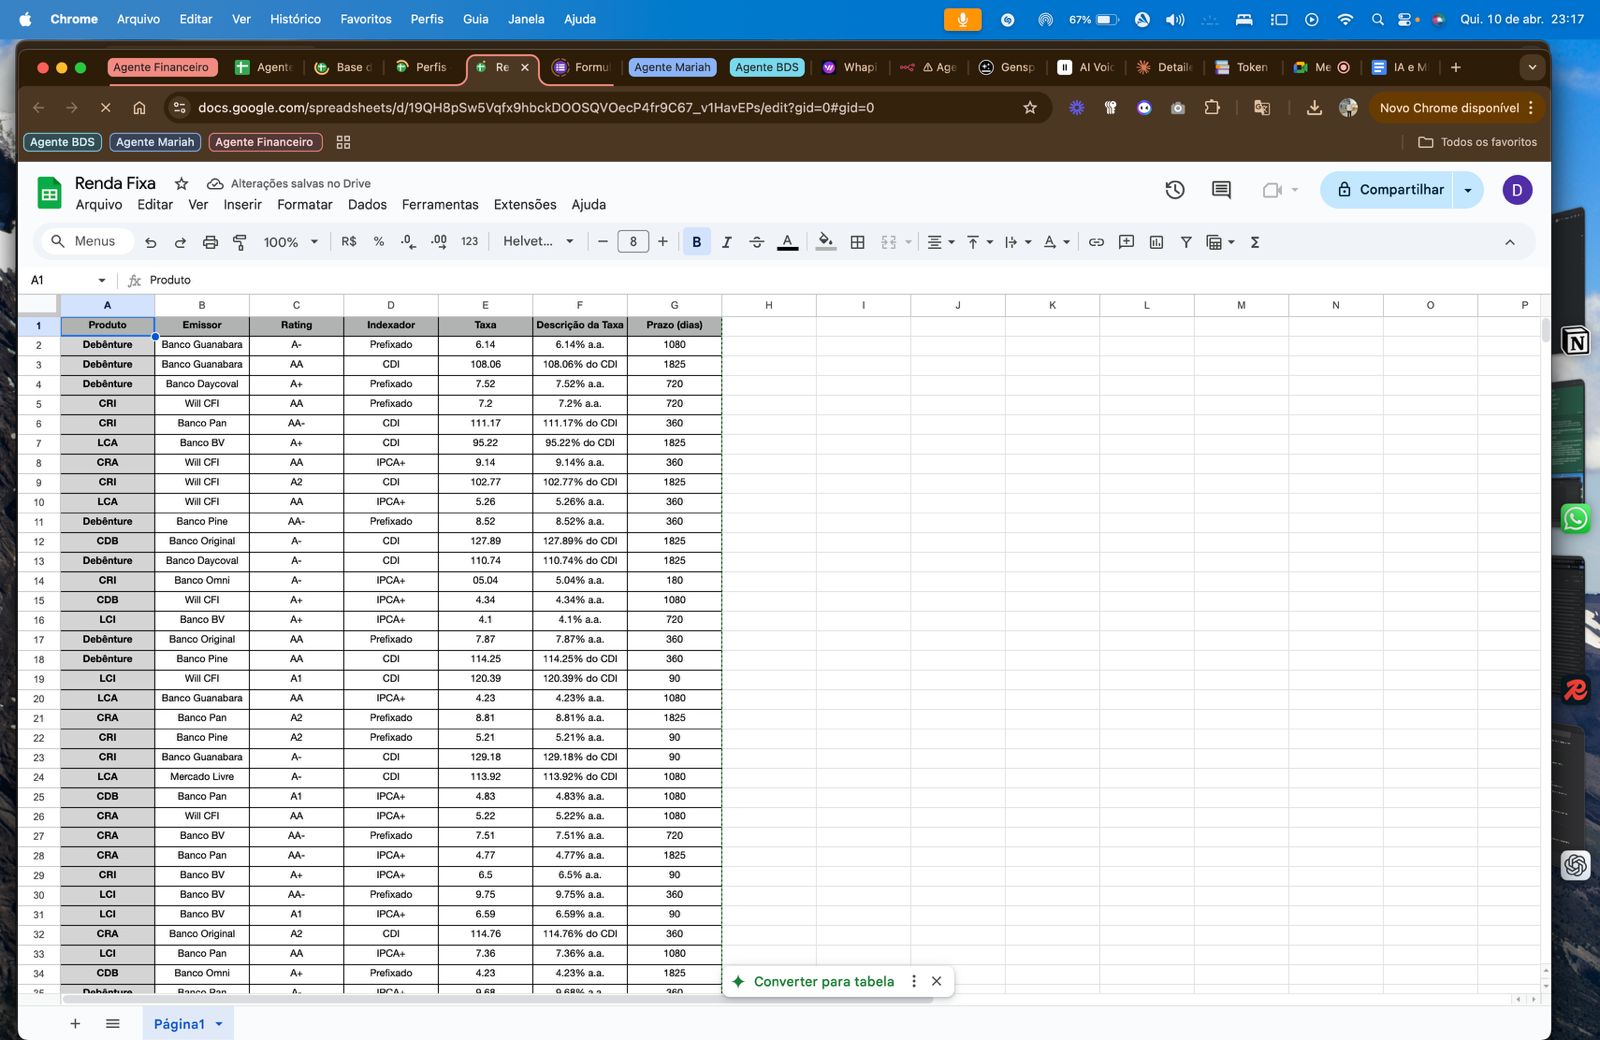 Chrome Arquivo Editar Ver Histórico Favoritos Perfis Guia Janela Ajuda 67% Qui. 10 de abr. 23:17
Agente Financeiro Agente Base d Perfis Re Formul Agente Mariah Agente BDS Whapi Age Gensp AI Voic Detaile Token Me IA e M
docs.google.com/spreadsheets/d/19QH8pSw5Vqfx9hbckDOOSQVOecP4fr9C67_v1HavEPs/edit?gid=0#gid=0 Novo Chrome disponível
Agente BDS Agente Mariah Agente Financeiro Todos os favoritos
Renda Fixa Alterações salvas no Drive
Arquivo Editar Ver Inserir Formatar Dados Ferramentas Extensões Ajuda
Compartilhar D
Menus 100% R$ % .0 .00 123 Helvet... 8 B I A
A1 fx Produto
A B C D E F G H I J K L M N O P
1 Produto Emissor Rating Indexador Taxa Descrição da Taxa Prazo (dias)
2 Debênture Banco Guanabara A- Prefixado 6.14 6.14% a.a. 1080
3 Debênture Banco Guanabara AA CDI 108.06 108.06% do CDI 1825
4 Debênture Banco Daycoval A+ Prefixado 7.52 7.52% a.a. 720
5 CRI Will CFI AA Prefixado 7.2 7.2% a.a. 720
6 CRI Banco Pan AA- CDI 111.17 111.17% do CDI 360
7 LCA Banco BV A+ CDI 95.22 95.22% do CDI 1825
8 CRA Will CFI AA IPCA+ 9.14 9.14% a.a. 360
9 CRI Will CFI A2 CDI 102.77 102.77% do CDI 1825
10 LCA Will CFI AA IPCA+ 5.26 5.26% a.a. 360
11 Debênture Banco Pine AA- Prefixado 8.52 8.52% a.a. 360
12 CDB Banco Original A- CDI 127.89 127.89% do CDI 1825
13 Debênture Banco Daycoval A- CDI 110.74 110.74% do CDI 1825
14 CRI Banco Omni A- IPCA+ 05.04 5.04% a.a. 180
15 CDB Will CFI A+ IPCA+ 4.34 4.34% a.a. 1080
16 LCI Banco BV A+ IPCA+ 4.1 4.1% a.a. 720
17 Debênture Banco Original AA Prefixado 7.87 7.87% a.a. 360
18 Debênture Banco Pine AA CDI 114.25 114.25% do CDI 360
19 LCI Will CFI A1 CDI 120.39 120.39% do CDI 90
20 LCA Banco Guanabara AA IPCA+ 4.23 4.23% a.a. 1080
21 CRA Banco Pan A2 Prefixado 8.81 8.81% a.a. 1825
22 CRI Banco Pine A2 Prefixado 5.21 5.21% a.a. 90
23 CRI Banco Guanabara A- CDI 129.18 129.18% do CDI 90
24 LCA Mercado Livre A- CDI 113.92 113.92% do CDI 1080
25 CDB Banco Pan A1 IPCA+ 4.83 4.83% a.a. 1080
26 CRA Will CFI AA IPCA+ 5.22 5.22% a.a. 1080
27 CRA Banco BV AA- Prefixado 7.51 7.51% a.a. 720
28 CRA Banco Pan AA- IPCA+ 4.77 4.77% a.a. 1825
29 CRI Banco BV A+ IPCA+ 6.5 6.5% a.a. 90
30 LCI Banco BV AA- Prefixado 9.75 9.75% a.a. 360
31 LCI Banco BV A1 IPCA+ 6.59 6.59% a.a. 90
32 CRA Banco Original A2 CDI 114.76 114.76% do CDI 360
33 LCI Banco Pan AA IPCA+ 7.36 7.36% a.a. 1080
34 CDB Banco Omni A+ Prefixado 4.23 4.23% a.a. 1825
35 Debênture Banco Pan A- IPCA+ 9.68 9.68% a.a. 360
Converter para tabela
Página1